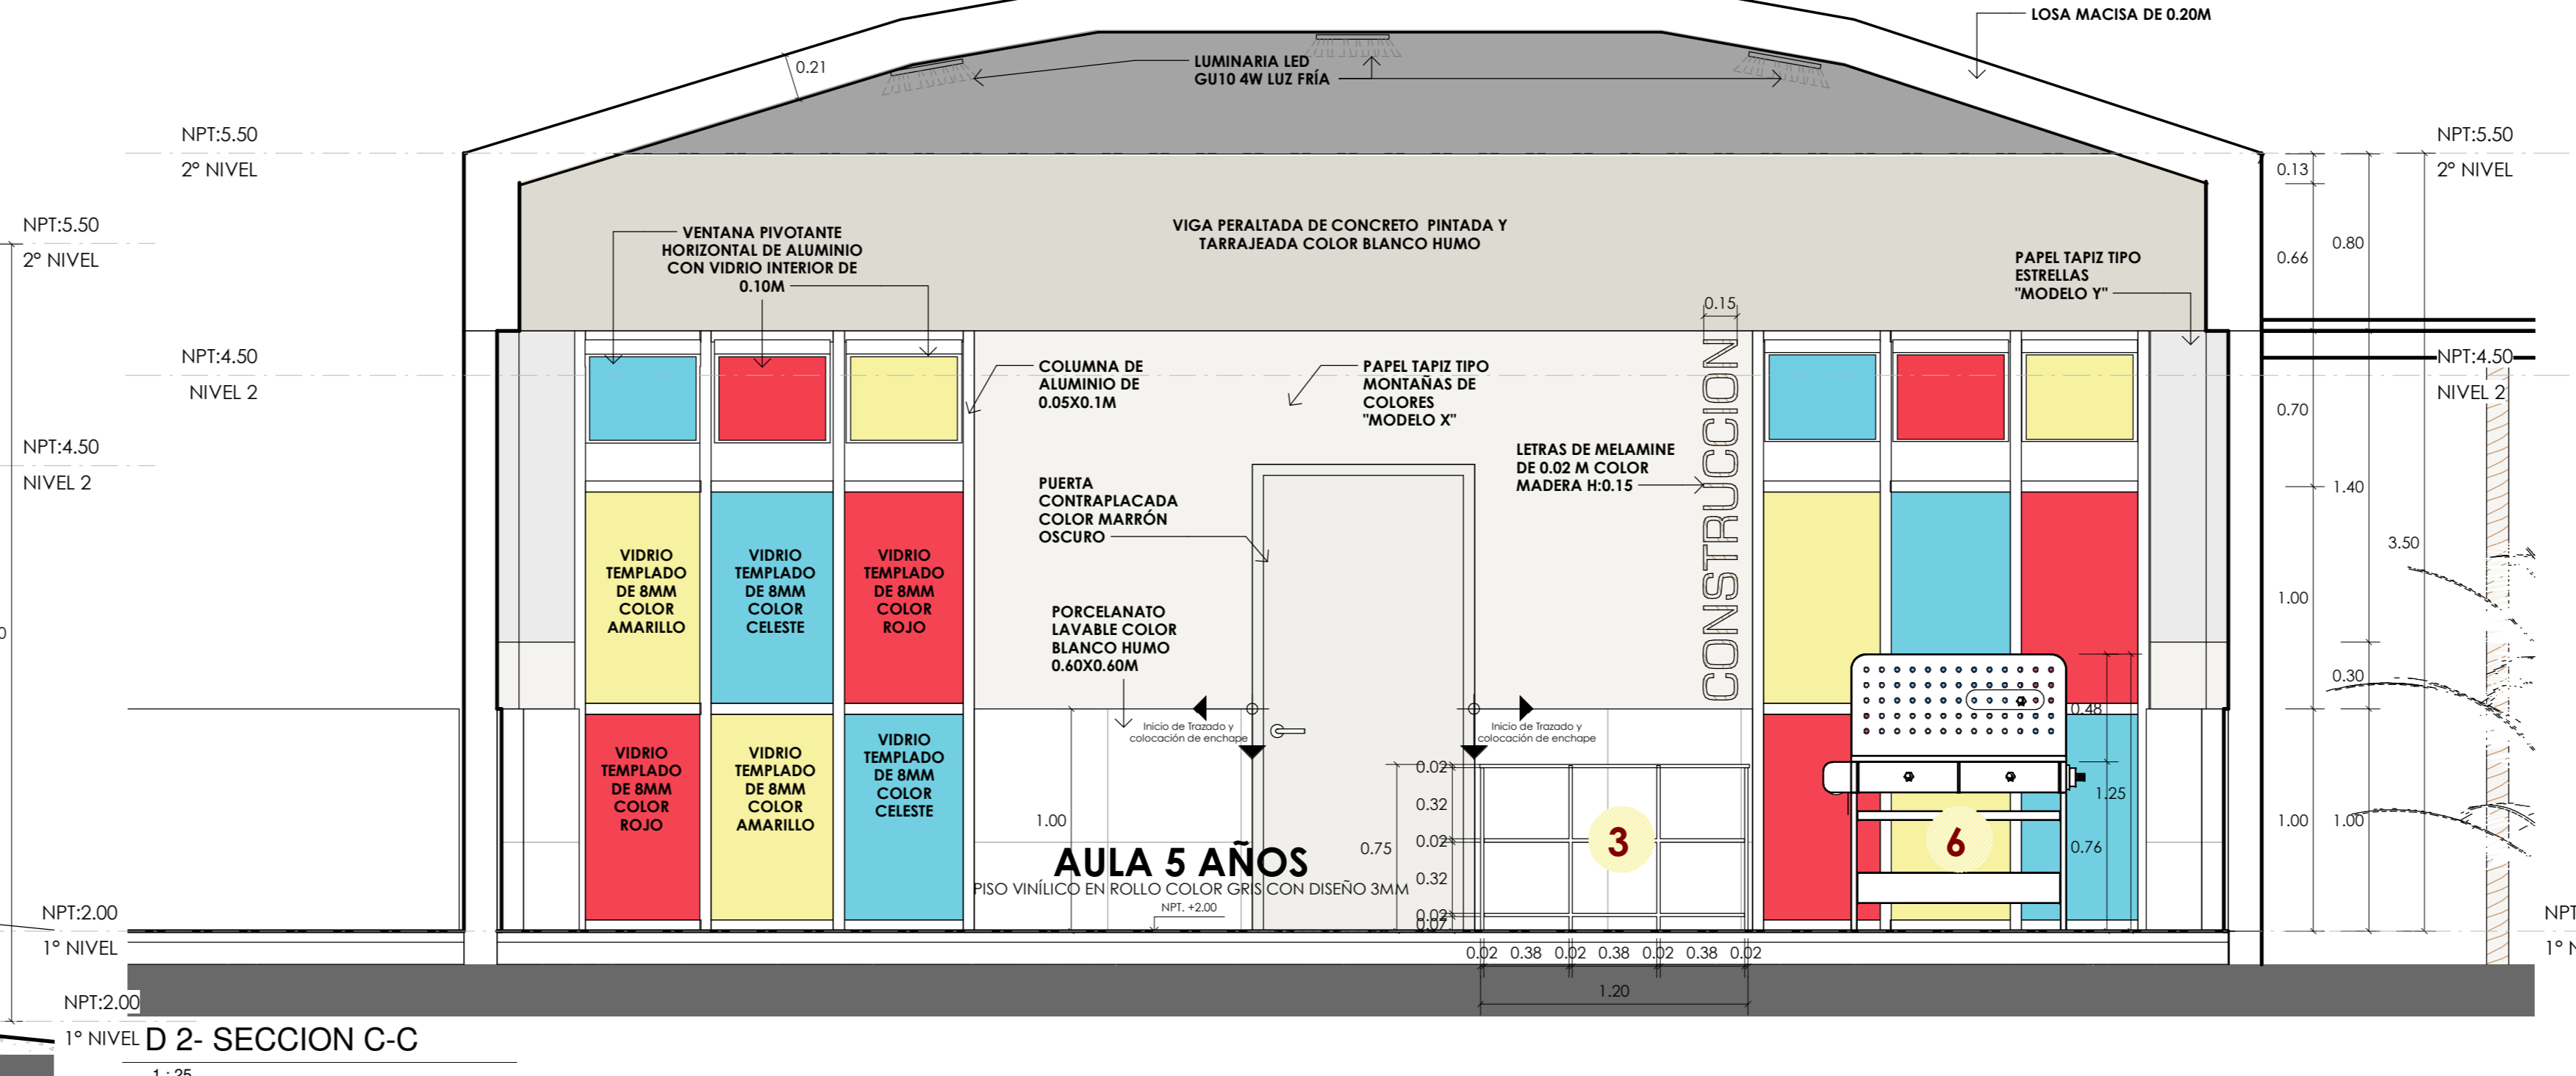 LOSA MACISA DE 0.20M
0.21
LUMINARIA LED
GU10 4W LUZ FRÍA
NPT:5.50
2° NIVEL
NPT:5.50
2° NIVEL
NPT:5.50
2° NIVEL
0.13
0.66
0.80
VIGA PERALTADA DE CONCRETO PINTADA Y
TARRAJEADA COLOR BLANCO HUMO
VENTANA PIVOTANTE
HORIZONTAL DE ALUMINIO
CON VIDRIO INTERIOR DE
0.10M
PAPEL TAPIZ TIPO
ESTRELLAS
"MODELO Y"
0.15
NPT:4.50
NIVEL 2
NPT:4.50
NIVEL 2
NPT:4.50
NIVEL 2
COLUMNA DE
ALUMINIO DE
0.05X0.1M
PAPEL TAPIZ TIPO
MONTAÑAS DE
COLORES
"MODELO X"
CONSTRUCCION
LETRAS DE MELAMINE
DE 0.02 M COLOR
MADERA H:0.15
PUERTA
CONTRAPLACADA
COLOR MARRÓN
OSCURO
0.70
1.40
3.50
1.00
0.30
1.00
1.00
VIDRIO
TEMPLADO
DE 8MM
COLOR
AMARILLO
VIDRIO
TEMPLADO
DE 8MM
COLOR
CELESTE
VIDRIO
TEMPLADO
DE 8MM
COLOR
ROJO
PORCELANATO
LAVABLE COLOR
BLANCO HUMO
0.60X0.60M
Inicio de Trazado y
colocación de enchape
Inicio de Trazado y
colocación de enchape
VIDRIO
TEMPLADO
DE 8MM
COLOR
ROJO
VIDRIO
TEMPLADO
DE 8MM
COLOR
AMARILLO
VIDRIO
TEMPLADO
DE 8MM
COLOR
CELESTE
0.48
1.25
0.76
1.00
0.75
0.02
0.32
0.02
0.32
0.02
0.07
3
6
AULA 5 AÑOS
PISO VINÍLICO EN ROLLO COLOR GRIS CON DISEÑO 3MM
NPT. +2.00
0.02 0.38 0.02 0.38 0.02 0.38 0.02
1.20
NPT:2.00
1° NIVEL
NPT:2.00
1° NIVEL
NPT
1° N
D 2- SECCION C-C
1 : 25